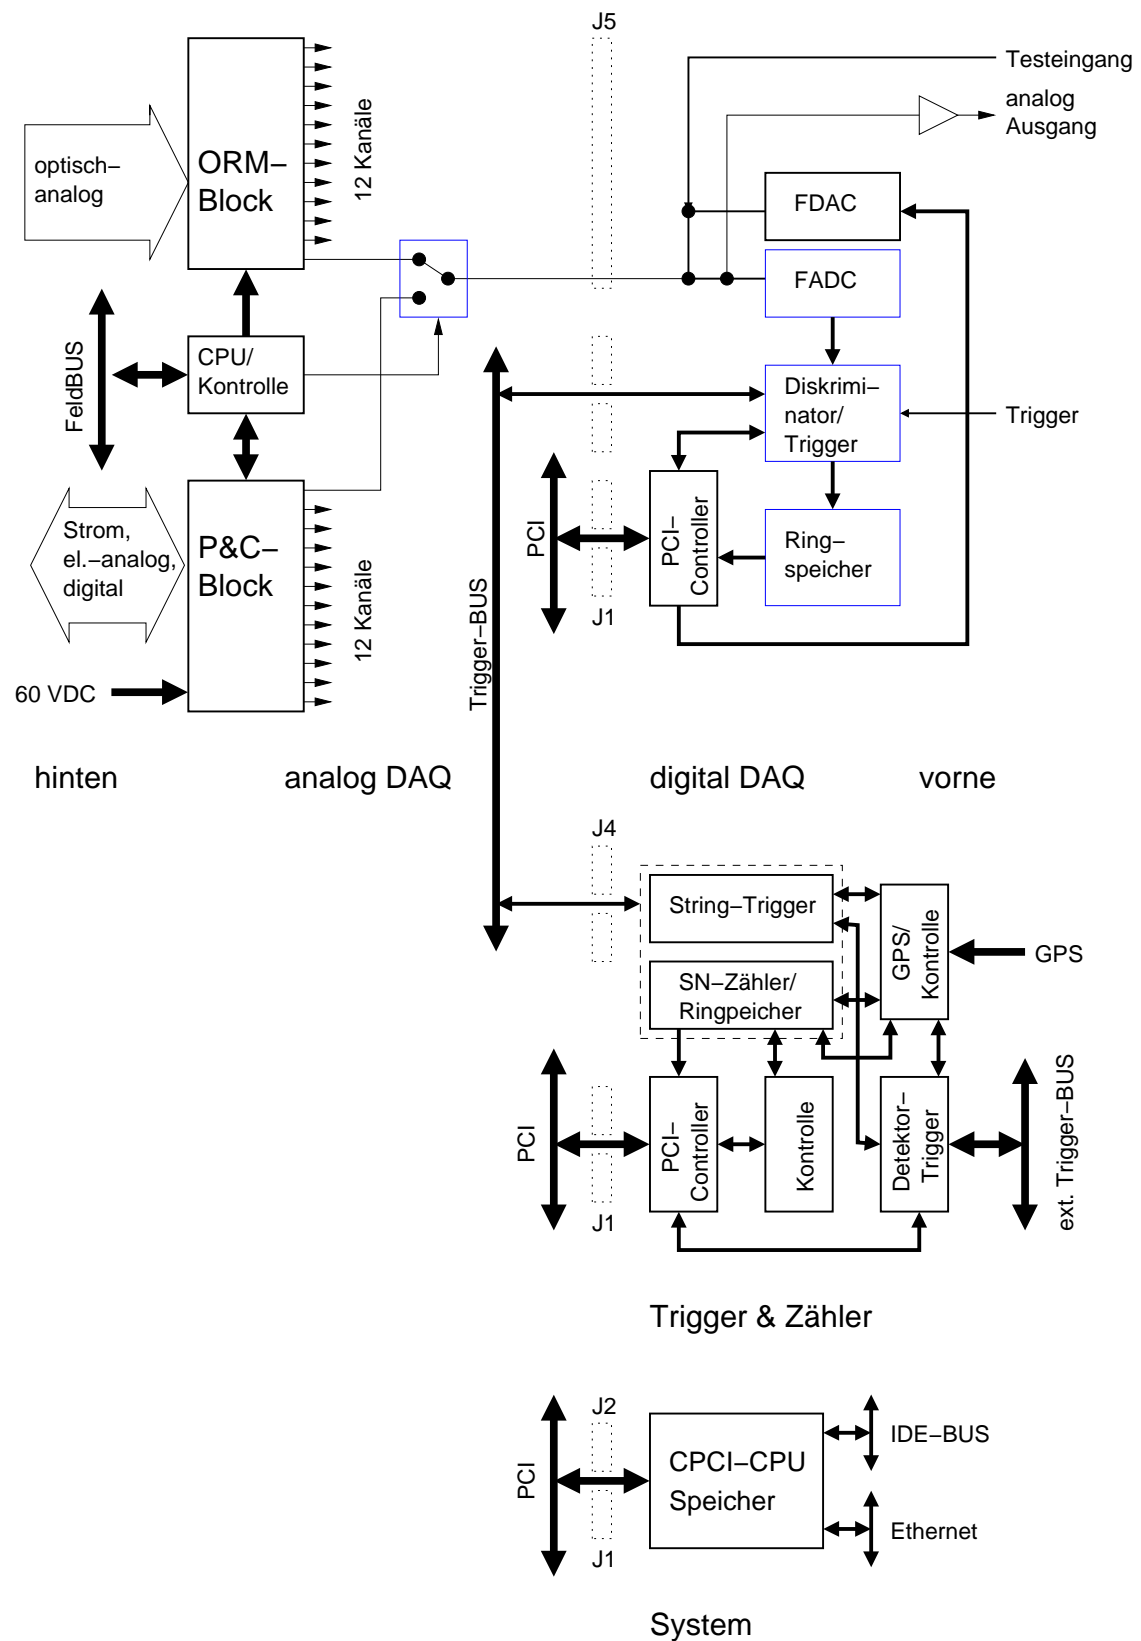 J5
Testeingang
analog
Ausgang
optisch–
analog
ORM–
Block
12 Kanäle
FDAC
FADC
FeldBUS
CPU/
Kontrolle
Diskrimi–
nator/
Trigger
Trigger
Strom,
el.–analog,
digital
P&C–
Block
12 Kanäle
60 VDC
Trigger–BUS
PCI
J1
PCI–
Controller
Ring–
speicher
hinten
analog DAQ
digital DAQ
vorne
J4
String–Trigger
SN–Zähler/
Ringpeicher
GPS/
Kontrolle
GPS
PCI
J1
PCI–
Controller
Kontrolle
Detektor–
Trigger
ext. Trigger–BUS
Trigger & Zähler
J2
PCI
J1
CPCI–CPU
Speicher
IDE–BUS
Ethernet
System